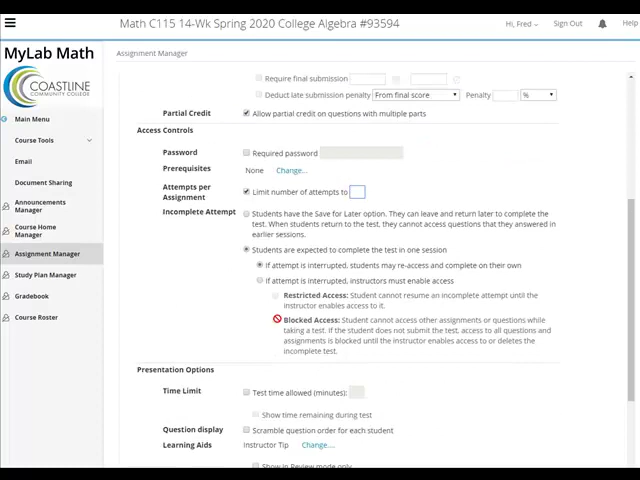 Math C115 14-Wk Spring 2020 College Algebra #93594
Hi, Fred
Sign Out
Help
MyLab Math
Assignment Manager
COASTLINE
COMMUNITY COLLEGE
Main Menu
Course Tools
Email
Document Sharing
Announcements
Manager
Course Home
Manager
Assignment Manager
Study Plan Manager
Gradebook
Course Roster
Require final submission
Deduct late submission penalty From final score Penalty %
Partial Credit Allow partial credit on questions with multiple parts
Access Controls
Password Required password
Prerequisites None Change...
Attempts per
Assignment
Limit number of attempts to
Incomplete Attempt
Students have the Save for Later option. They can leave and return later to complete the
test. When students return to the test, they cannot access questions that they answered in
earlier sessions.
Students are expected to complete the test in one session
If attempt is interrupted, students may re-access and complete on their own
If attempt is interrupted, instructors must enable access
Restricted Access: Student cannot resume an incomplete attempt until the
instructor enables access to it.
Blocked Access: Student cannot access other assignments or questions while
taking a test. If the student does not submit the test, access to all questions and
assignments is blocked until the instructor enables access to or deletes the
incomplete test.
Presentation Options
Time Limit Test time allowed (minutes):
Show time remaining during test
Question display Scramble question order for each student
Learning Aids Instructor Tip Change...
Show in Review mode only